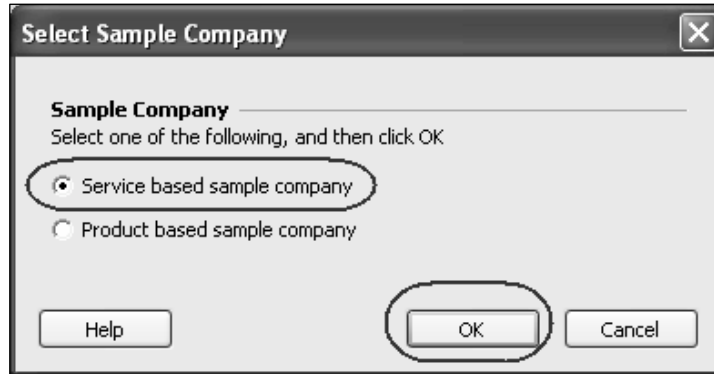 Select Sample Company
Sample Company
Select one of the following, and then click OK
Service based sample company
Product based sample company
Help OK Cancel